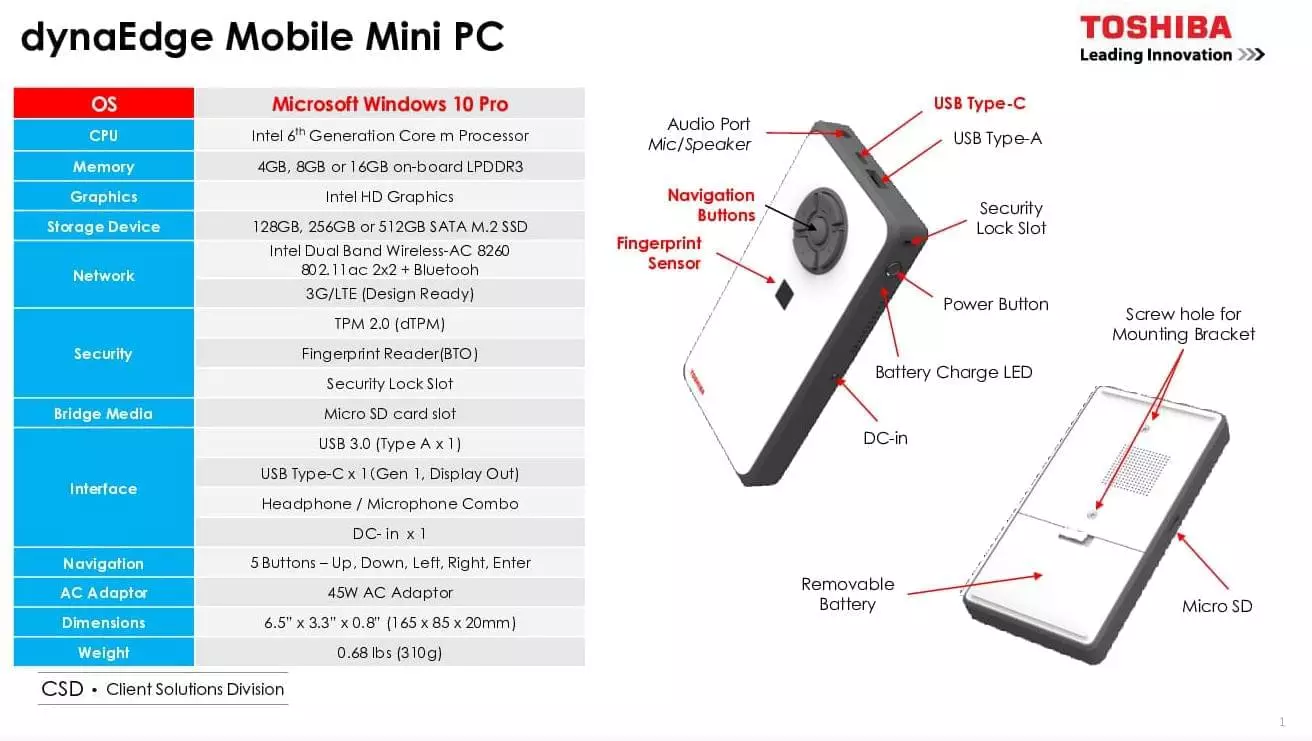 dynaEdge Mobile Mini PC
TOSHIBA
Leading Innovation >>>
OS Microsoft Windows 10 Pro
CPU Intel 6th Generation Core m Processor
Memory 4GB, 8GB or 16GB on-board LPDDR3
Graphics Intel HD Graphics
Storage Device 128GB, 256GB or 512GB SATA M.2 SSD
Network Intel Dual Band Wireless-AC 8260
802.11ac 2x2 + Bluetooh
3G/LTE (Design Ready)
Security TPM 2.0 (dTPM)
Fingerprint Reader(BTO)
Security Lock Slot
Bridge Media Micro SD card slot
Interface USB 3.0 (Type A x 1)
USB Type-C x 1(Gen 1, Display Out)
Headphone / Microphone Combo
DC- in x 1
Navigation 5 Buttons – Up, Down, Left, Right, Enter
AC Adaptor 45W AC Adaptor
Dimensions 6.5" x 3.3" x 0.8" (165 x 85 x 20mm)
Weight 0.68 lbs (310g)
CSD • Client Solutions Division
USB Type-C
Audio Port
Mic/Speaker
USB Type-A
Navigation
Buttons
Security
Lock Slot
Fingerprint
Sensor
Power Button
Battery Charge LED
TOSHIBA
DC-in
Screw hole for
Mounting Bracket
Removable
Battery
Micro SD
1